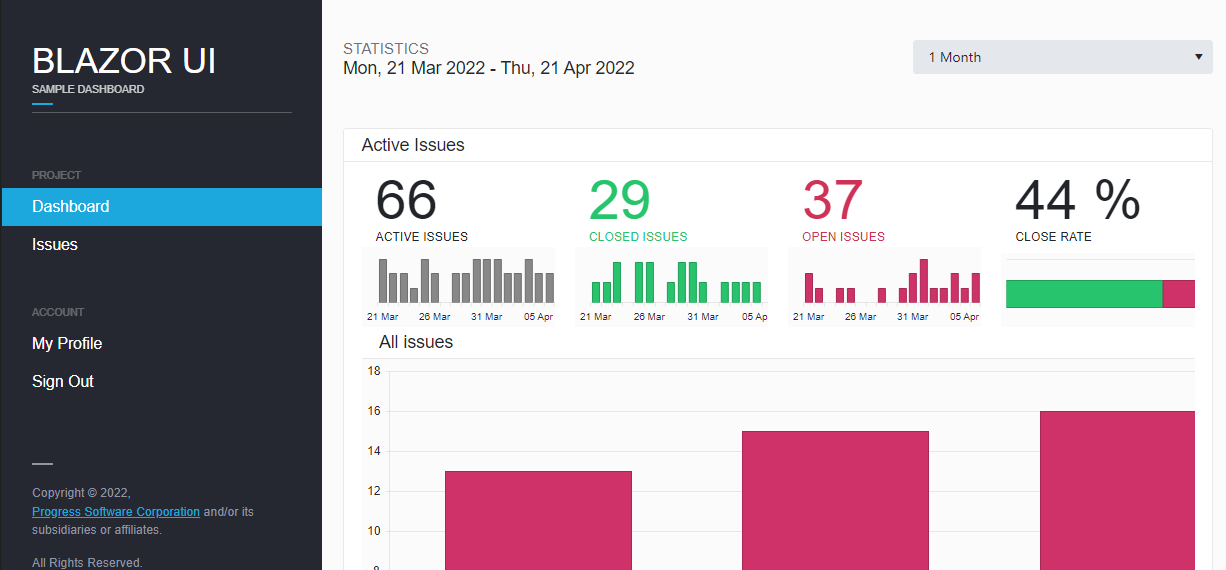 BLAZOR UI
SAMPLE DASHBOARD
PROJECT
Dashboard
Issues
ACCOUNT
My Profile
Sign Out
Copyright © 2022,
Progress Software Corporation and/or its
subsidiaries or affiliates.
All Rights Reserved.
STATISTICS
Mon, 21 Mar 2022 - Thu, 21 Apr 2022
1 Month
Active Issues
66
ACTIVE ISSUES
21 Mar 26 Mar 31 Mar 05 Apr
29
CLOSED ISSUES
21 Mar 26 Mar 31 Mar 05 Ap
37
OPEN ISSUES
21 Mar 26 Mar 31 Mar 05 Apr
44 %
CLOSE RATE
All issues
18
16
14
12
10
8